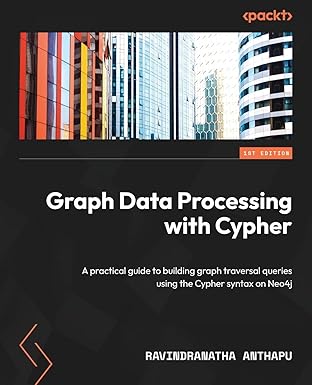 <packt>
1ST EDITION
Graph Data Processing
with Cypher
A practical guide to building graph traversal queries
using the Cypher syntax on Neo4j
RAVINDRANATHA ANTHAPU